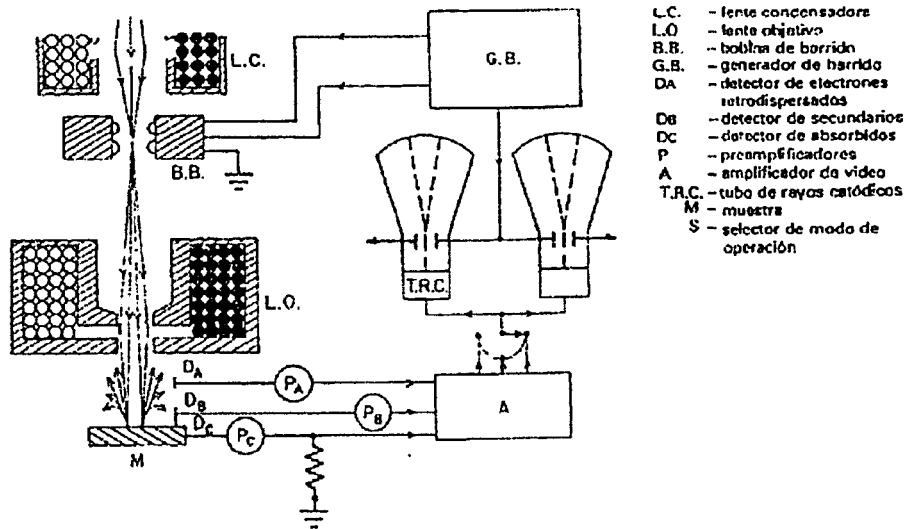 L.C. – lente condensadora
L.O – lente objetivo
B.B. – bobina de barrido
G.B. – generador de barrido
DA – detector de electrones
retrodispersados
DB – detector de secundarios
DC – detector de absorbidos
P – preamplificadores
A – amplificador de video
T.R.C. – tubo de rayos catódicos
M – muestra
S – selector de modo de
operación
L.C.
G.B.
B.B.
T.R.C.
L.O.
DA
PA
DB
PB
A
DC
PC
M